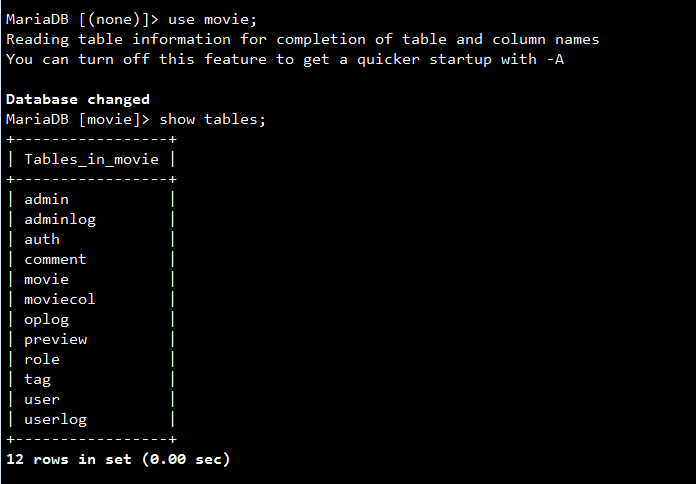 MariaDB [(none)]> use movie;
Reading table information for completion of table and column names
You can turn off this feature to get a quicker startup with -A

Database changed
MariaDB [movie]> show tables;
+-----------------+
| Tables_in_movie |
+-----------------+
| admin           |
| adminlog        |
| auth            |
| comment         |
| movie           |
| moviecol        |
| oplog           |
| preview         |
| role            |
| tag             |
| user            |
| userlog         |
+-----------------+
12 rows in set (0.00 sec)